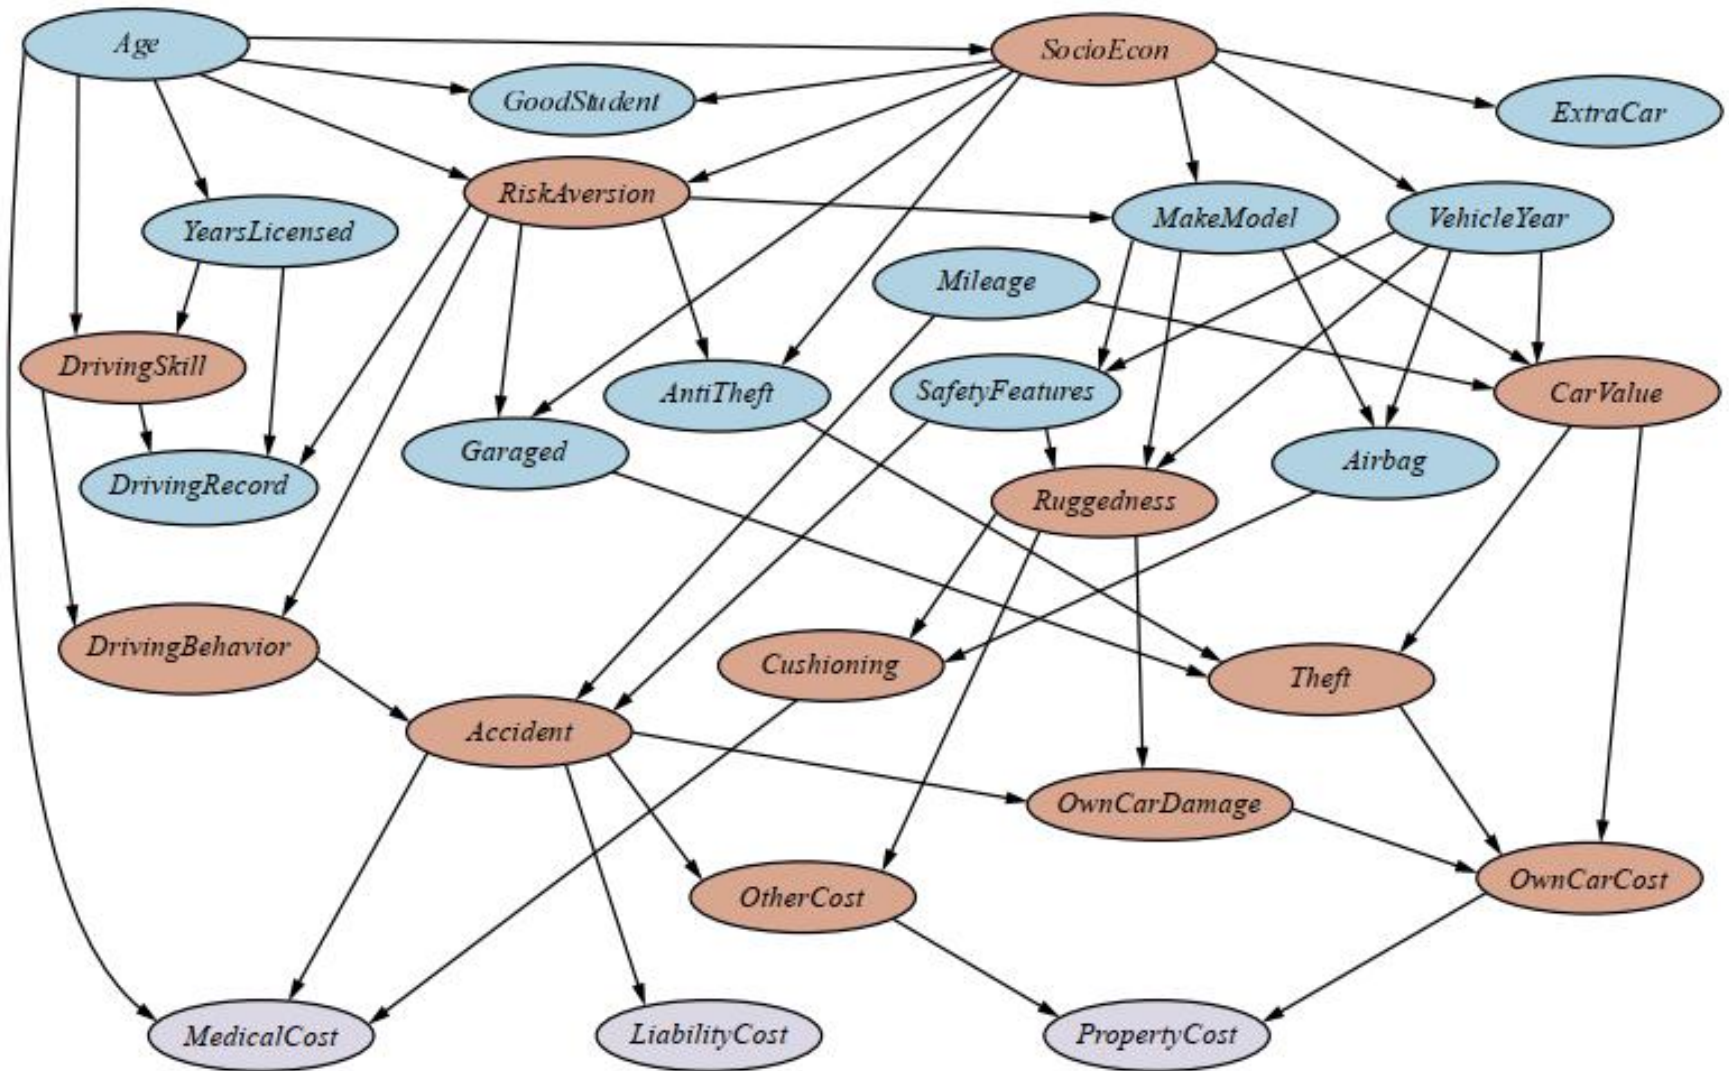 Age
SocioEcon
GoodStudent
ExtraCar
RiskAversion
YearsLicensed
MakeModel
VehicleYear
Mileage
DrivingSkill
AntiTheft
SafetyFeatures
CarValue
Garaged
Airbag
DrivingRecord
Ruggedness
DrivingBehavior
Cushioning
Theft
Accident
OwnCarDamage
OtherCost
OwnCarCost
MedicalCost
LiabilityCost
PropertyCost